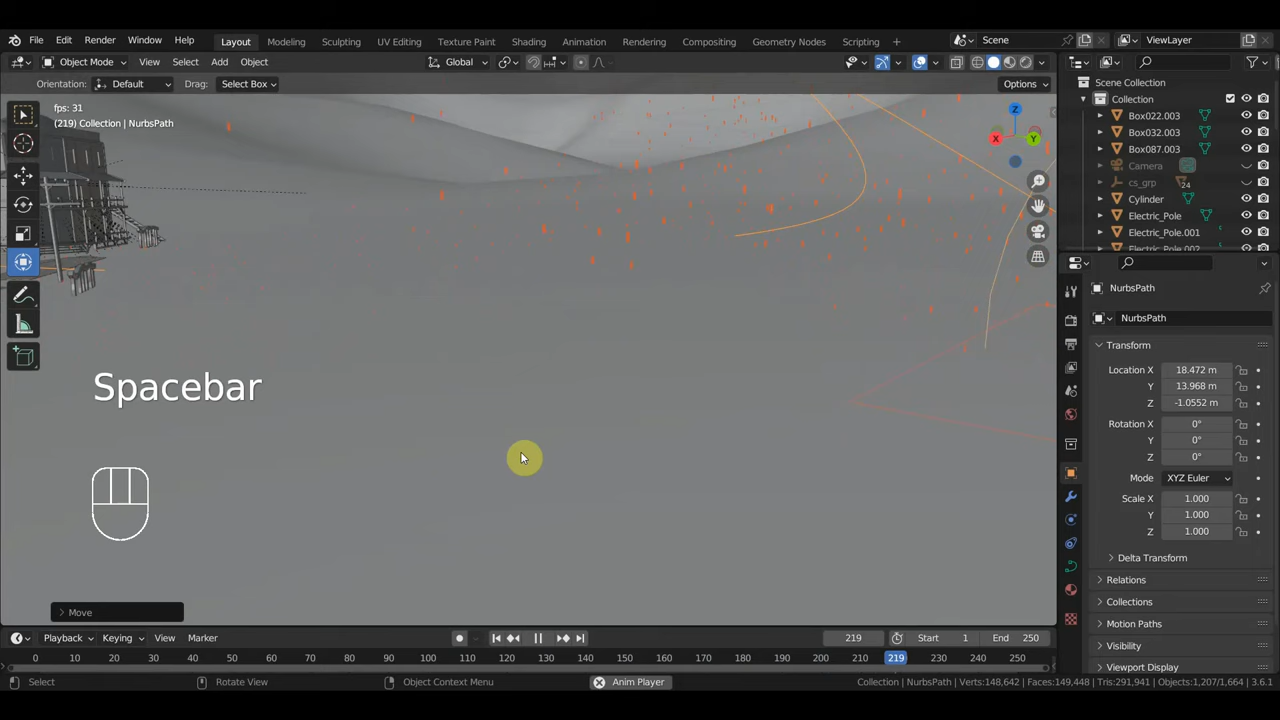 File Edit Render Window Help Layout Modeling Sculpting UV Editing Texture Paint Shading Animation Rendering Compositing Geometry Nodes Scripting + Scene ViewLayer
Object Mode View Select Add Object Global
Orientation: Default Drag: Select Box Options
Scene Collection
Collection
Box022.003
Box032.003
Box087.003
Camera
cs_grp 24
Cylinder
Electric_Pole
Electric_Pole.001
Electric_Pole.002
fps: 31
(219) Collection | NurbsPath
Z
X Y
Spacebar
NurbsPath
NurbsPath
Transform
Location X 18.472 m
Y 13.968 m
Z -1.0552 m
Rotation X 0°
Y 0°
Z 0°
Mode XYZ Euler
Scale X 1.000
Y 1.000
Z 1.000
Delta Transform
Relations
Collections
Motion Paths
Visibility
Viewport Display
Move
Playback Keying View Marker 219 Start 1 End 250
0 10 20 30 40 50 60 70 80 90 100 110 120 130 140 150 160 170 180 190 200 210 219 230 240 250
Select Rotate View Object Context Menu Anim Player Collection | NurbsPath | Verts:148,642 | Faces:149,448 | Tris:291,941 | Objects:1,207/1,664 | 3.6.1